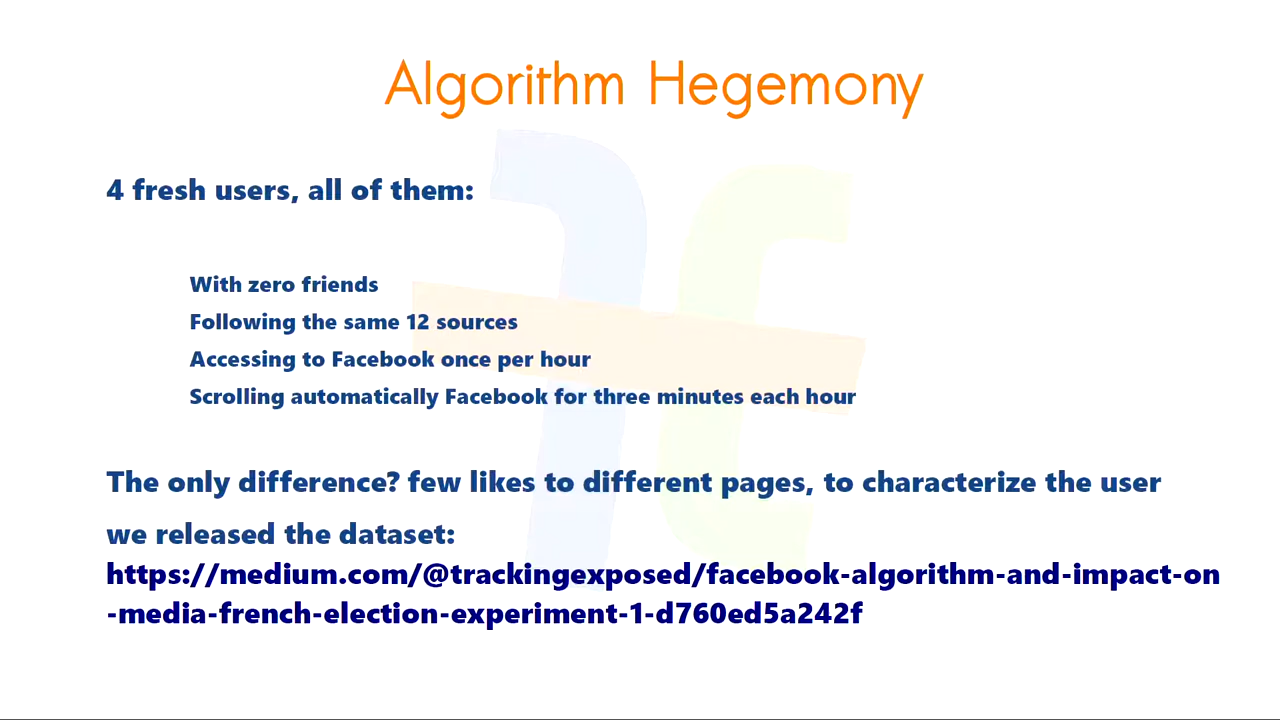 Algorithm Hegemony
4 fresh users, all of them:
With zero friends
Following the same 12 sources
Accessing to Facebook once per hour
Scrolling automatically Facebook for three minutes each hour
The only difference? few likes to different pages, to characterize the user
we released the dataset:
https://medium.com/@trackingexposed/facebook-algorithm-and-impact-on
-media-french-election-experiment-1-d760ed5a242f